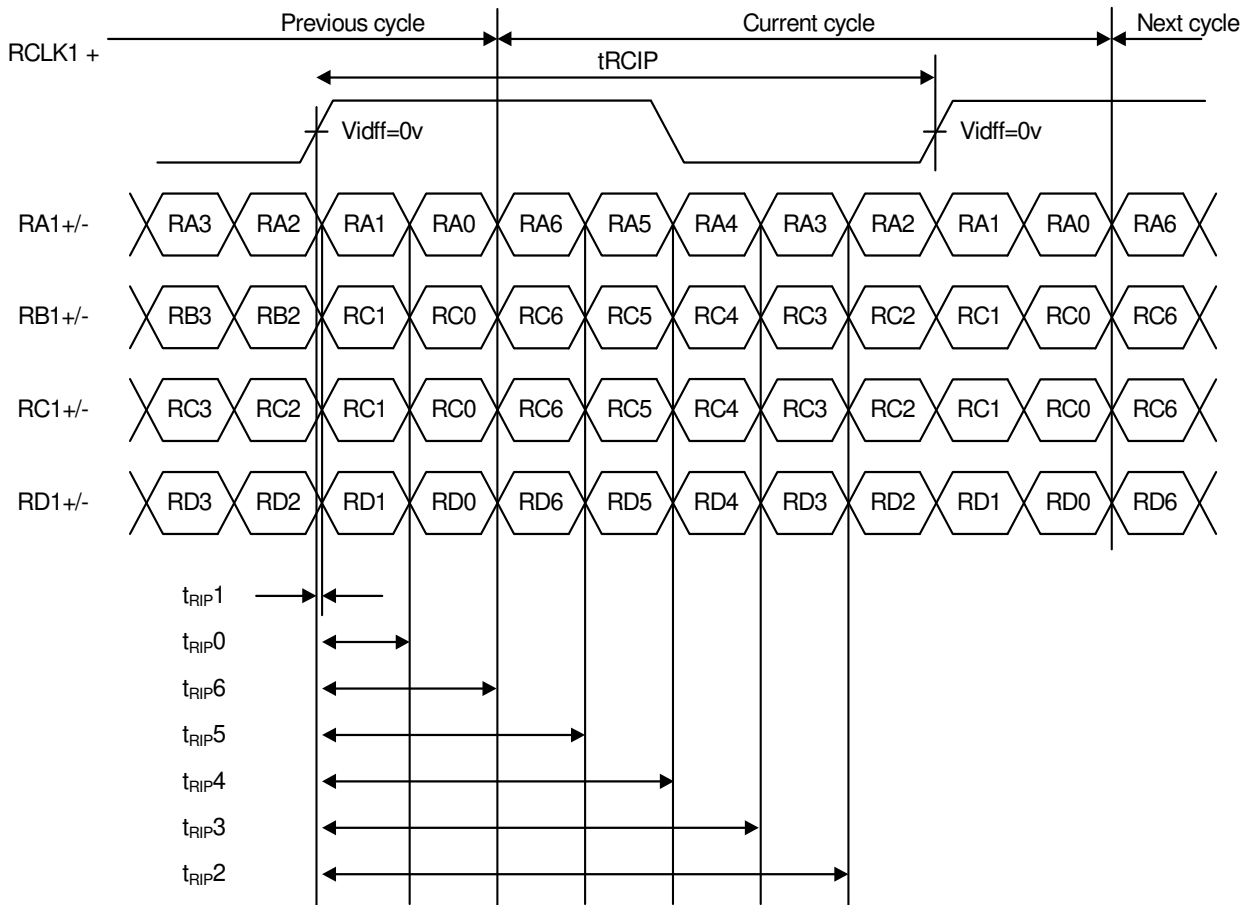 Previous cycle Current cycle Next cycle
RCLK1 +
tRCIP
Vidff=0v Vidff=0v
RA1+/- RA3 RA2 RA1 RA0 RA6 RA5 RA4 RA3 RA2 RA1 RA0 RA6
RB1+/- RB3 RB2 RC1 RC0 RC6 RC5 RC4 RC3 RC2 RC1 RC0 RC6
RC1+/- RC3 RC2 RC1 RC0 RC6 RC5 RC4 RC3 RC2 RC1 RC0 RC6
RD1+/- RD3 RD2 RD1 RD0 RD6 RD5 RD4 RD3 RD2 RD1 RD0 RD6
tRIP1
tRIP0
tRIP6
tRIP5
tRIP4
tRIP3
tRIP2